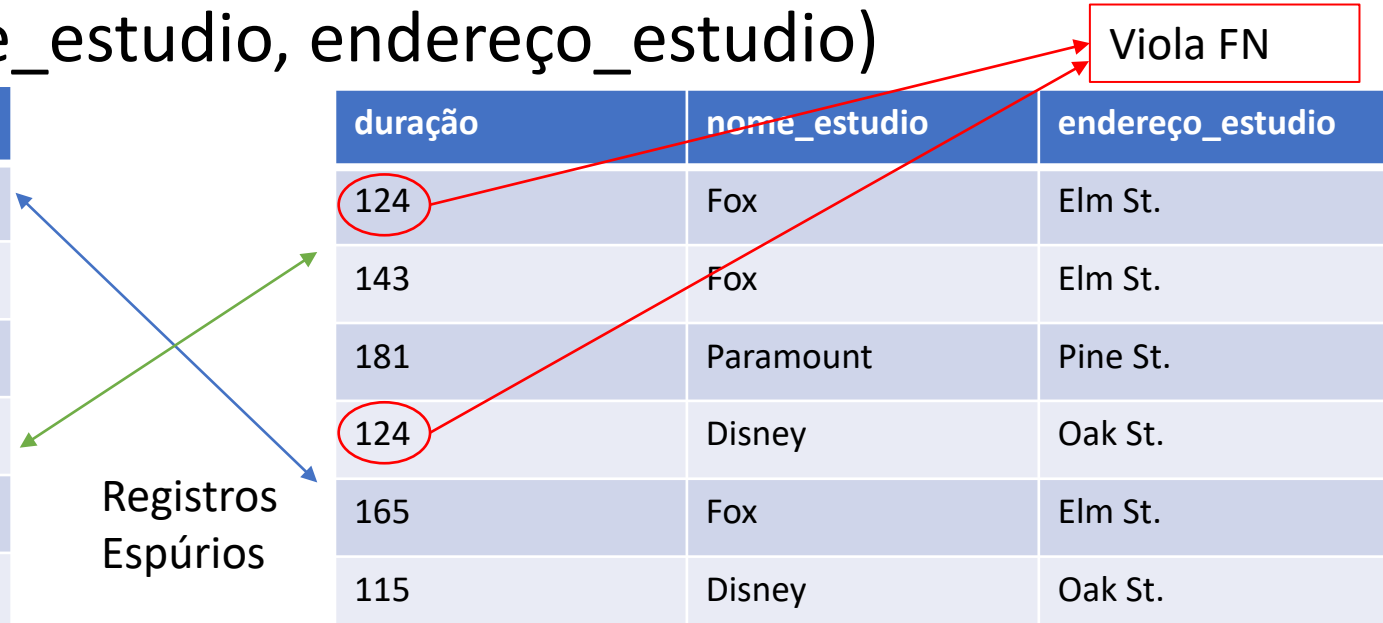 e_estudio, endereço_estudio)
Viola FN
duração nome_estudio endereço_estudio
124 Fox Elm St.
143 Fox Elm St.
181 Paramount Pine St.
124 Disney Oak St.
165 Fox Elm St.
115 Disney Oak St.
Registros
Espúrios